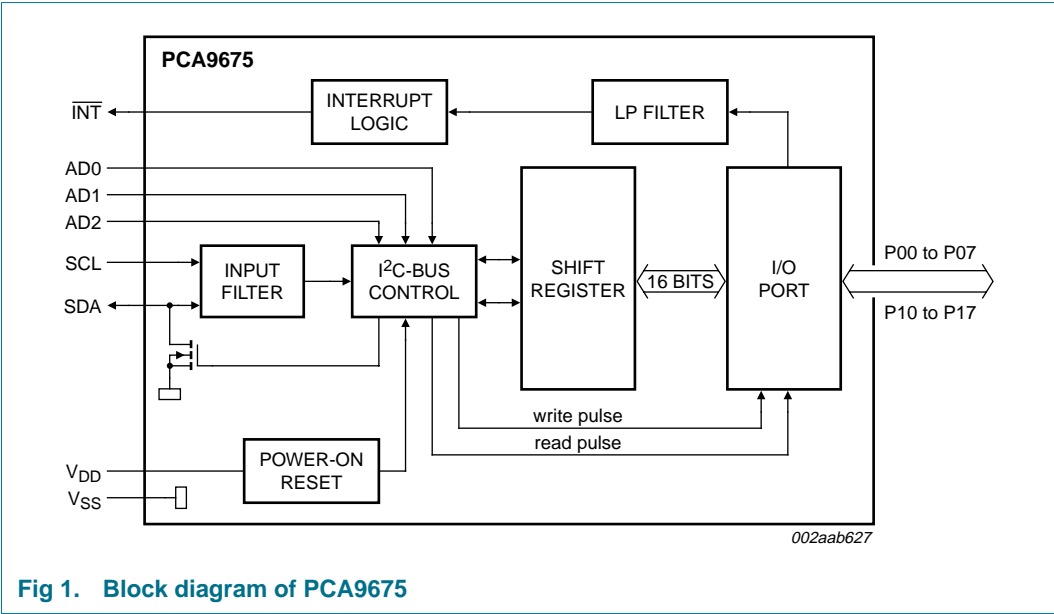 PCA9675
INTERRUPT
LOGIC
LP FILTER
INT
AD0
AD1
AD2
SCL
SDA
INPUT
FILTER
I2C-BUS
CONTROL
SHIFT
REGISTER
16 BITS
I/O
PORT
P00 to P07
P10 to P17
write pulse
read pulse
POWER-ON
RESET
VDD
VSS
002aab627
Fig 1. Block diagram of PCA9675